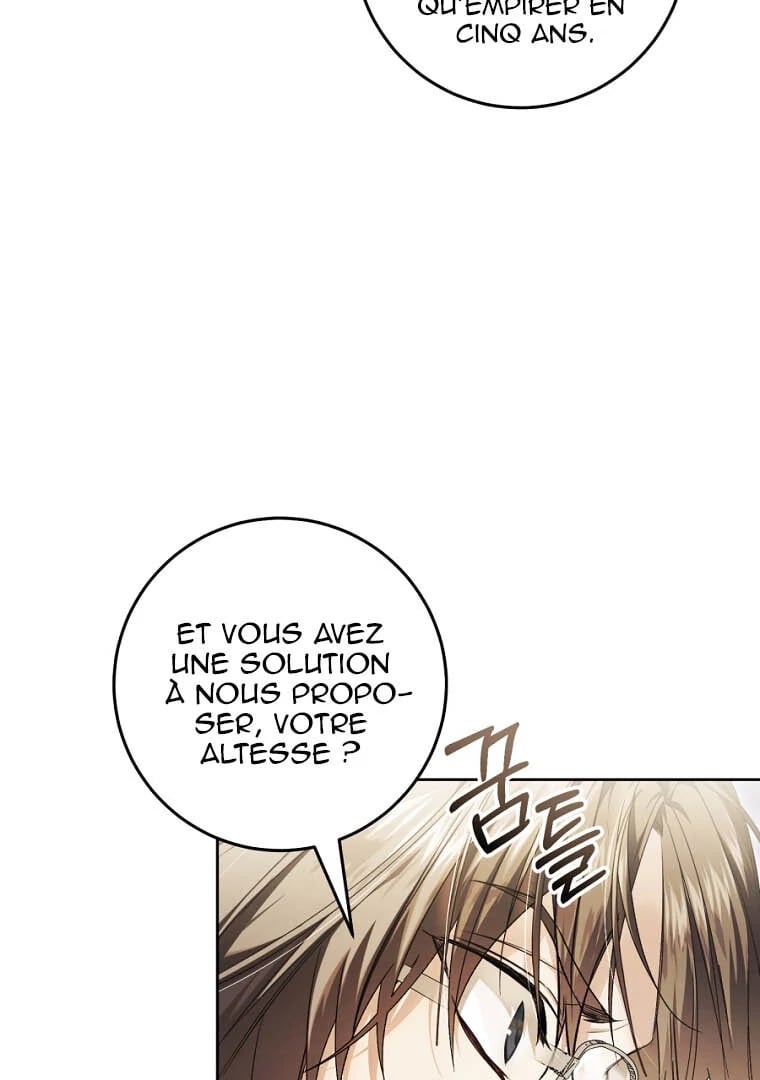 QU'EMPIRER EN
CINQ ANS.
ET VOUS AVEZ
UNE SOLUTION
À NOUS PROPO-
SER, VOTRE
ALTESSE ?
꿈틀